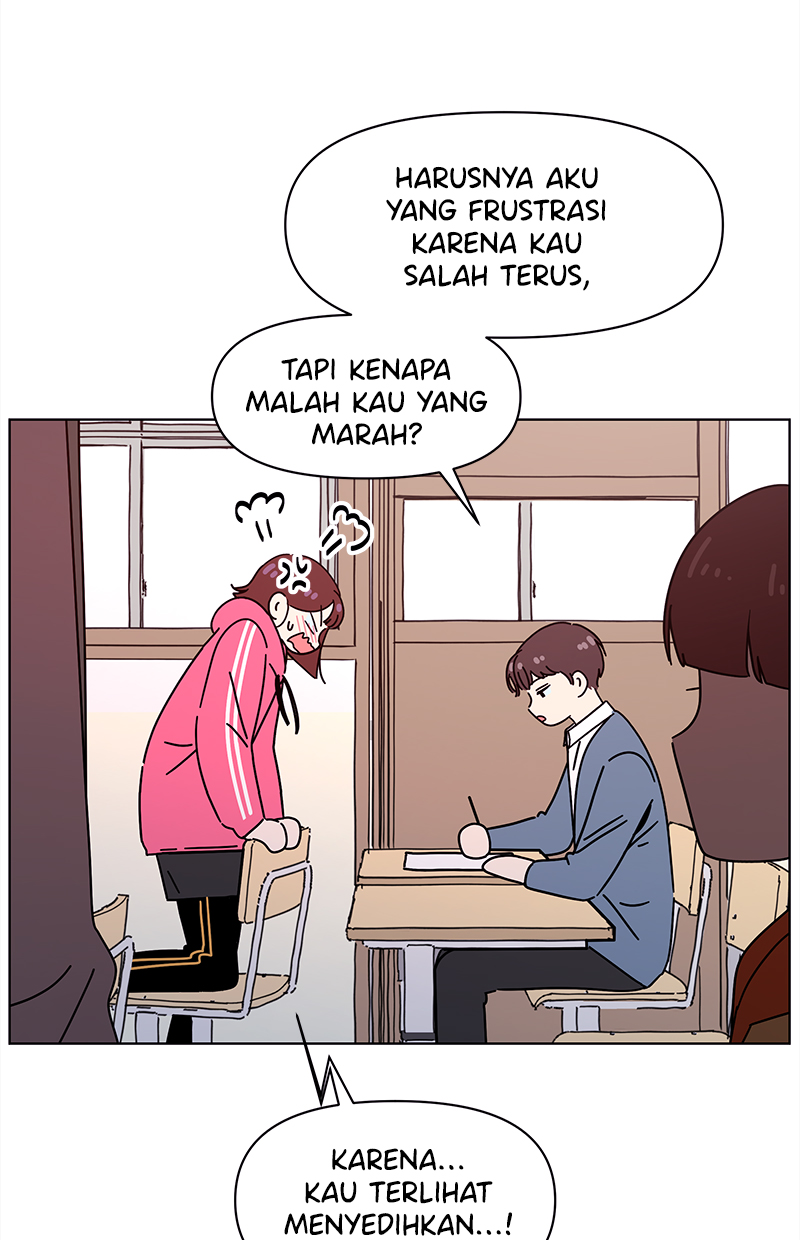 HARUSNYA AKU
YANG FRUSTRASI
KARENA KAU
SALAH TERUS,
TAPI KENAPA
MALAH KAU YANG
MARAH?
KARENA...
KAU TERLIHAT
MENYEDIHKAN...!